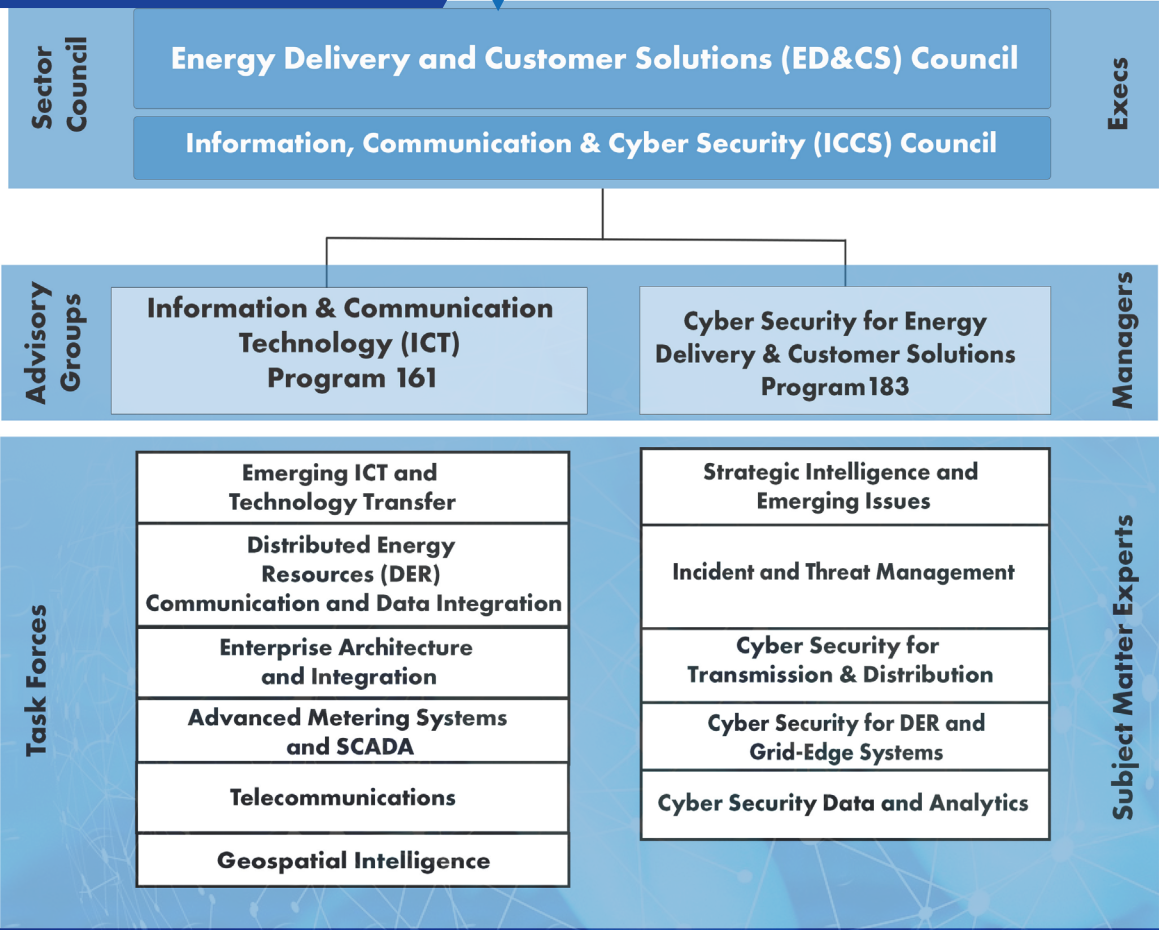 Sector
Council
Energy Delivery and Customer Solutions (ED&CS) Council
Information, Communication & Cyber Security (ICCS) Council
Execs
Advisory
Groups
Information & Communication
Technology (ICT)
Program 161
Cyber Security for Energy
Delivery & Customer Solutions
Program183
Managers
Task Forces
Emerging ICT and
Technology Transfer
Distributed Energy
Resources (DER)
Communication and Data Integration
Enterprise Architecture
and Integration
Advanced Metering Systems
and SCADA
Telecommunications
Geospatial Intelligence
Strategic Intelligence and
Emerging Issues
Incident and Threat Management
Cyber Security for
Transmission & Distribution
Cyber Security for DER and
Grid-Edge Systems
Cyber Security Data and Analytics
Subject Matter Experts